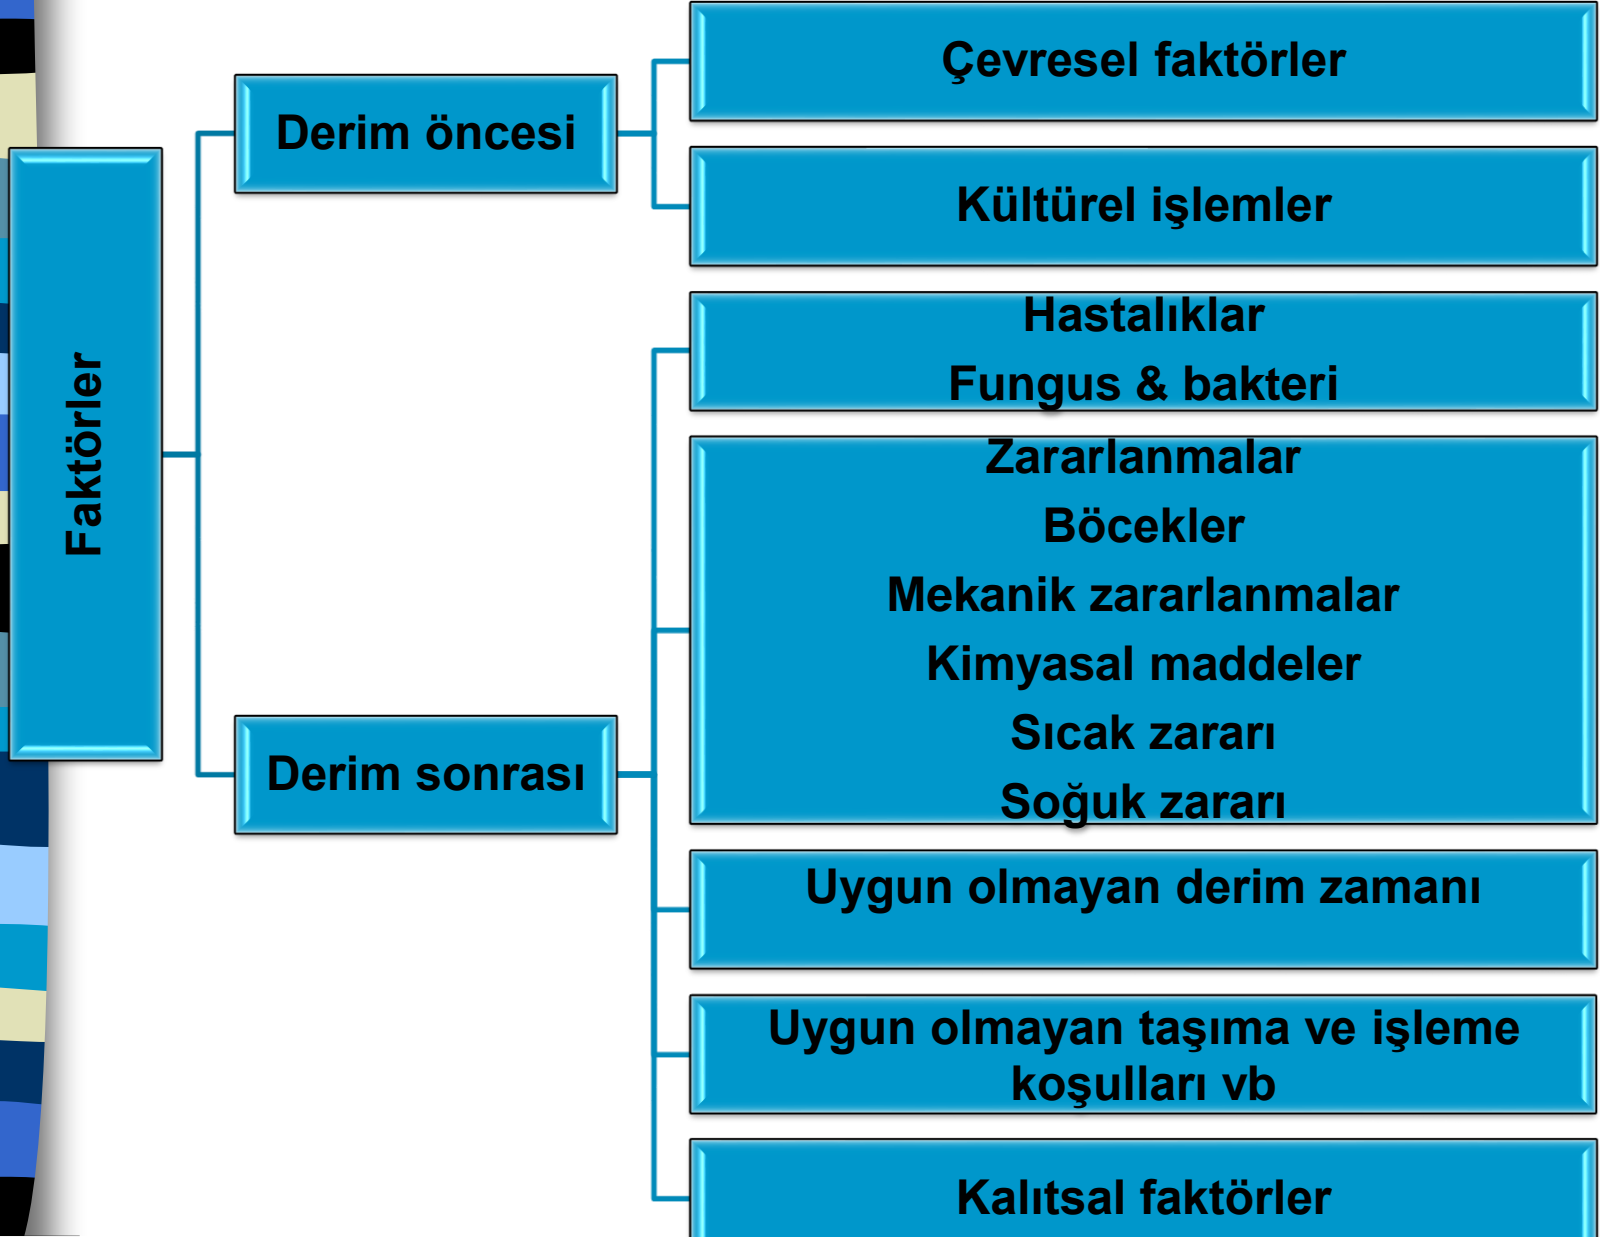 Faktörler
Derim öncesi
Çevresel faktörler
Kültürel işlemler
Derim sonrası
Hastalıklar
Fungus & bakteri
Zararlanmalar
Böcekler
Mekanik zararlanmalar
Kimyasal maddeler
Sıcak zararı
Soğuk zararı
Uygun olmayan derim zamanı
Uygun olmayan taşıma ve işleme
koşulları vb
Kalıtsal faktörler